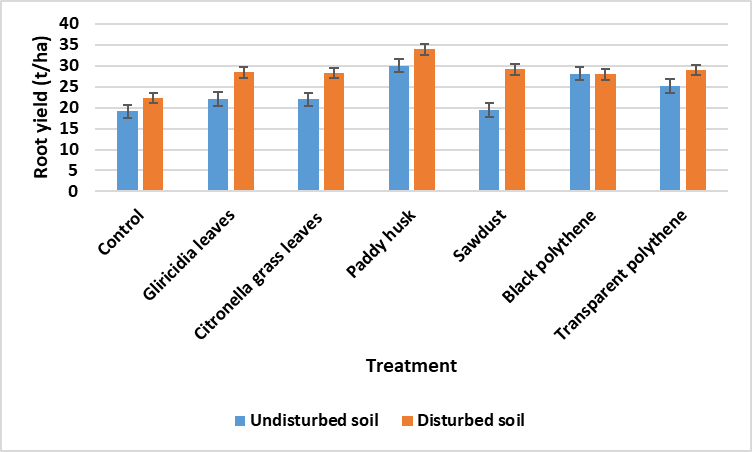 Root yield (t/ha)
40
35
30
25
20
15
10
5
0
Control
Gliricidia leaves
Citronella grass leaves
Paddy husk
Sawdust
Black polythene
Transparent polythene
Treatment
Undisturbed soil
Disturbed soil